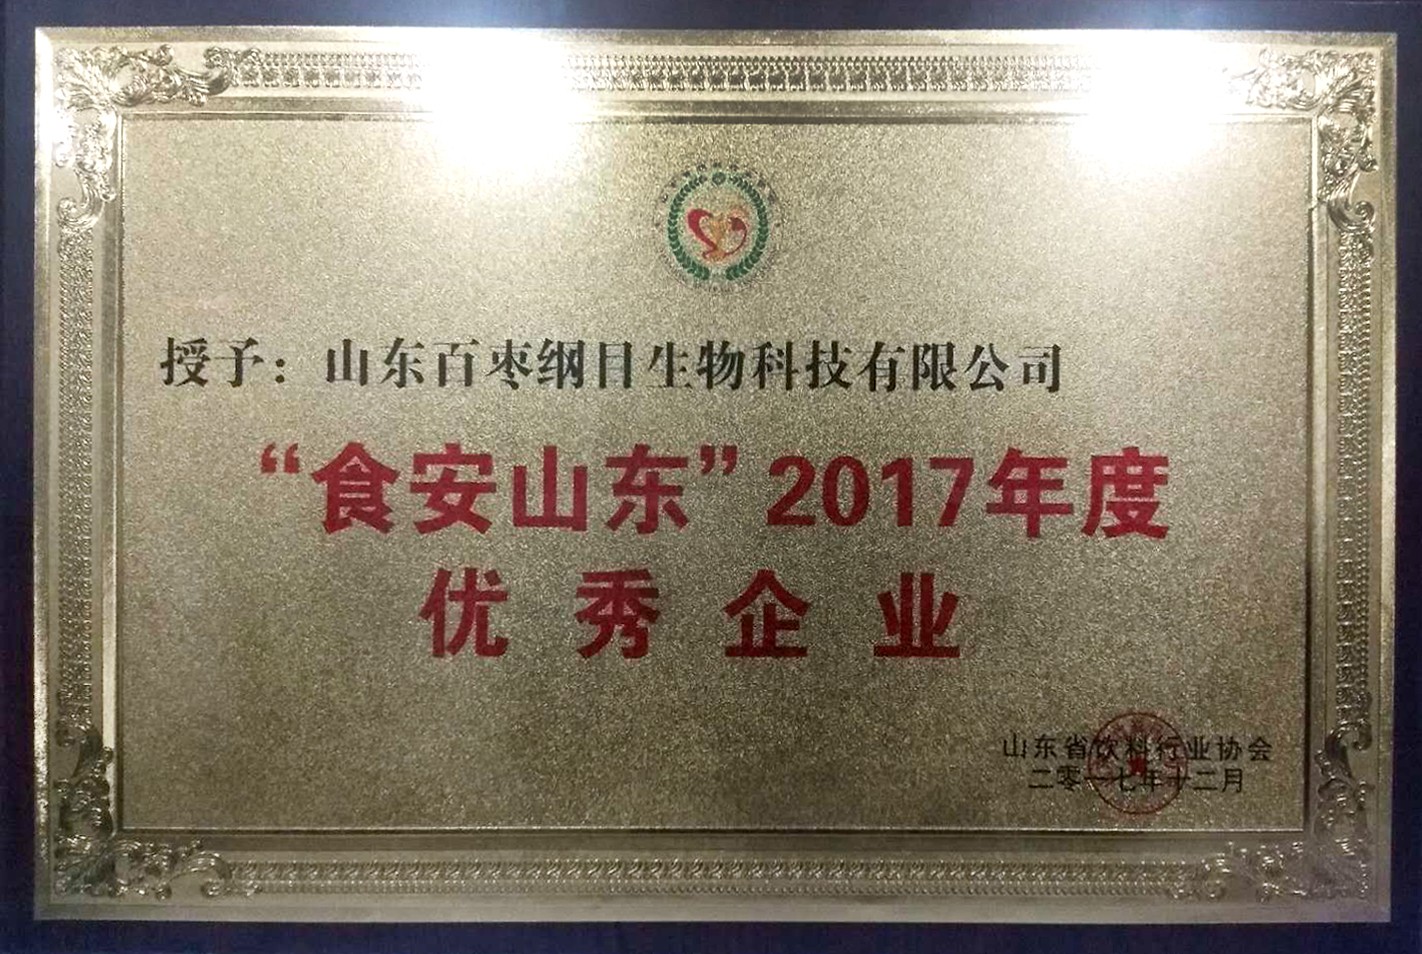 授予：山东百枣纲目生物科技有限公司
“食安山东”2017年度
优秀企业
山东省饮料行业协会
二零一七年十二月